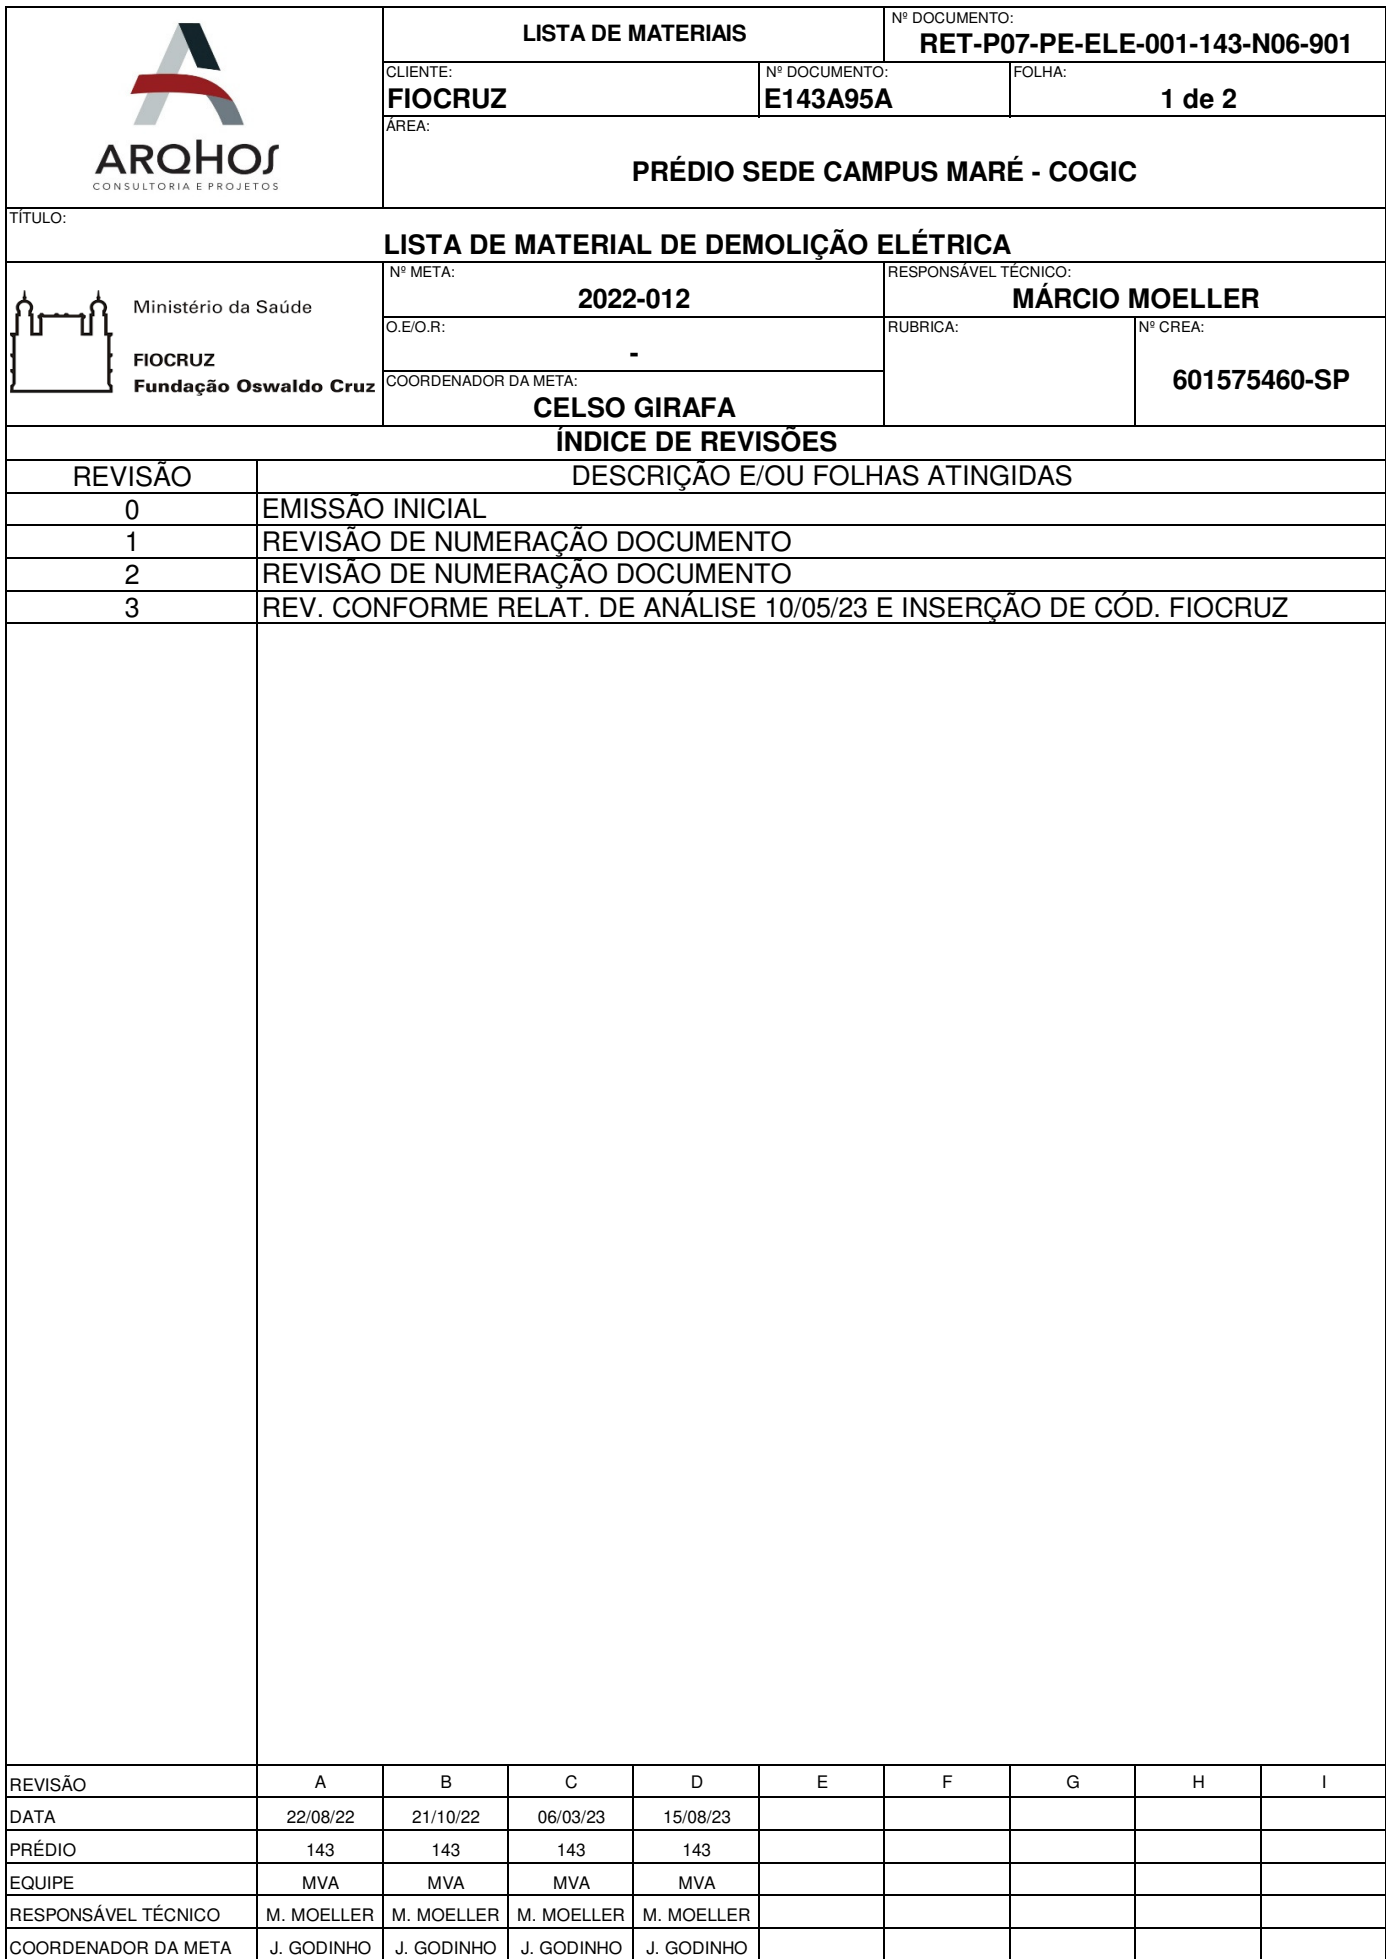 ARQHOS
CONSULTORIA E PROJETOS
LISTA DE MATERIAIS
Nº DOCUMENTO:
RET-P07-PE-ELE-001-143-N06-901
CLIENTE:
FIOCRUZ
Nº DOCUMENTO:
E143A95A
FOLHA:
1 de 2
ÁREA:
PRÉDIO SEDE CAMPUS MARÉ - COGIC
TÍTULO:
LISTA DE MATERIAL DE DEMOLIÇÃO ELÉTRICA
Ministério da Saúde
FIOCRUZ
Fundação Oswaldo Cruz
Nº META:
2022-012
RESPONSÁVEL TÉCNICO:
MÁRCIO MOELLER
O.E/O.R:
-
RUBRICA:
Nº CREA:
601575460-SP
COORDENADOR DA META:
CELSO GIRAFA
ÍNDICE DE REVISÕES
REVISÃO DESCRIÇÃO E/OU FOLHAS ATINGIDAS
0 EMISSÃO INICIAL
1 REVISÃO DE NUMERAÇÃO DOCUMENTO
2 REVISÃO DE NUMERAÇÃO DOCUMENTO
3 REV. CONFORME RELAT. DE ANÁLISE 10/05/23 E INSERÇÃO DE CÓD. FIOCRUZ
REVISÃO A B C D E F G H I
DATA 22/08/22 21/10/22 06/03/23 15/08/23
PRÉDIO 143 143 143 143
EQUIPE MVA MVA MVA MVA
RESPONSÁVEL TÉCNICO M. MOELLER M. MOELLER M. MOELLER M. MOELLER
COORDENADOR DA META J. GODINHO J. GODINHO J. GODINHO J. GODINHO